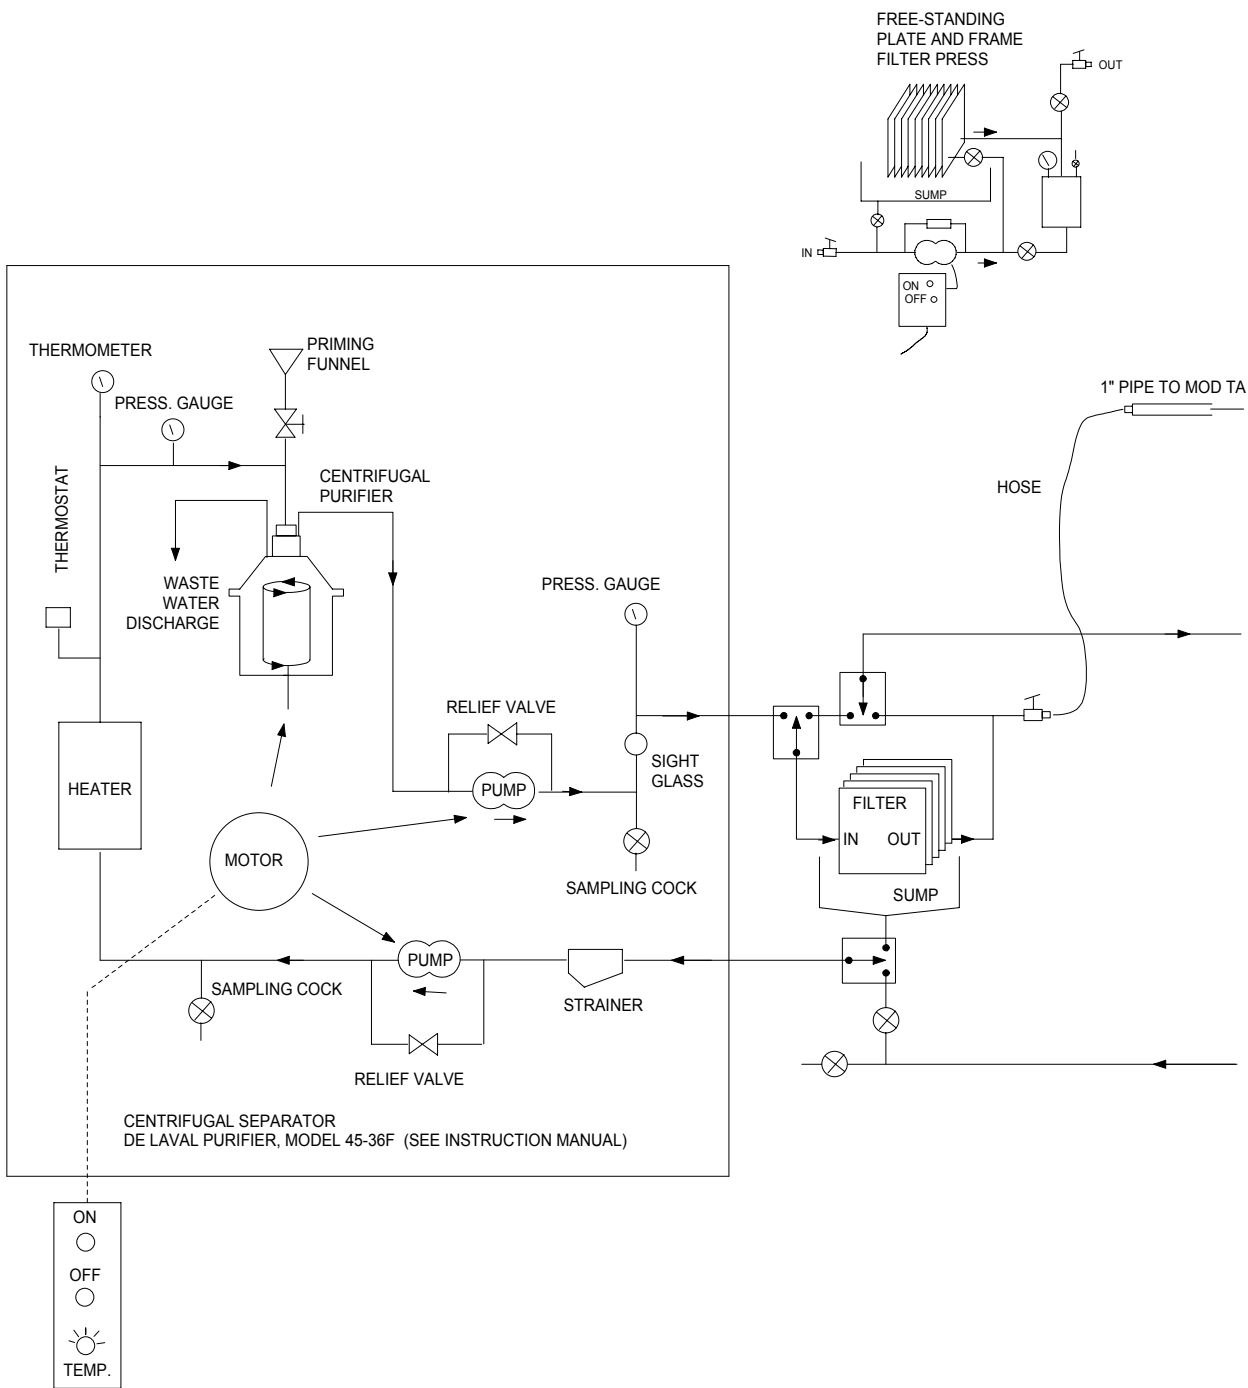 FREE-STANDING
PLATE AND FRAME
FILTER PRESS
OUT
SUMP
IN
ON
OFF
THERMOMETER
PRIMING
FUNNEL
PRESS. GAUGE
1" PIPE TO MOD TA
THERMOSTAT
CENTRIFUGAL
PURIFIER
HOSE
WASTE
WATER
DISCHARGE
PRESS. GAUGE
RELIEF VALVE
HEATER
PUMP
SIGHT
GLASS
FILTER
IN OUT
MOTOR
SAMPLING COCK
SUMP
PUMP
SAMPLING COCK
STRAINER
RELIEF VALVE
CENTRIFUGAL SEPARATOR
DE LAVAL PURIFIER, MODEL 45-36F (SEE INSTRUCTION MANUAL)
ON
OFF
TEMP.